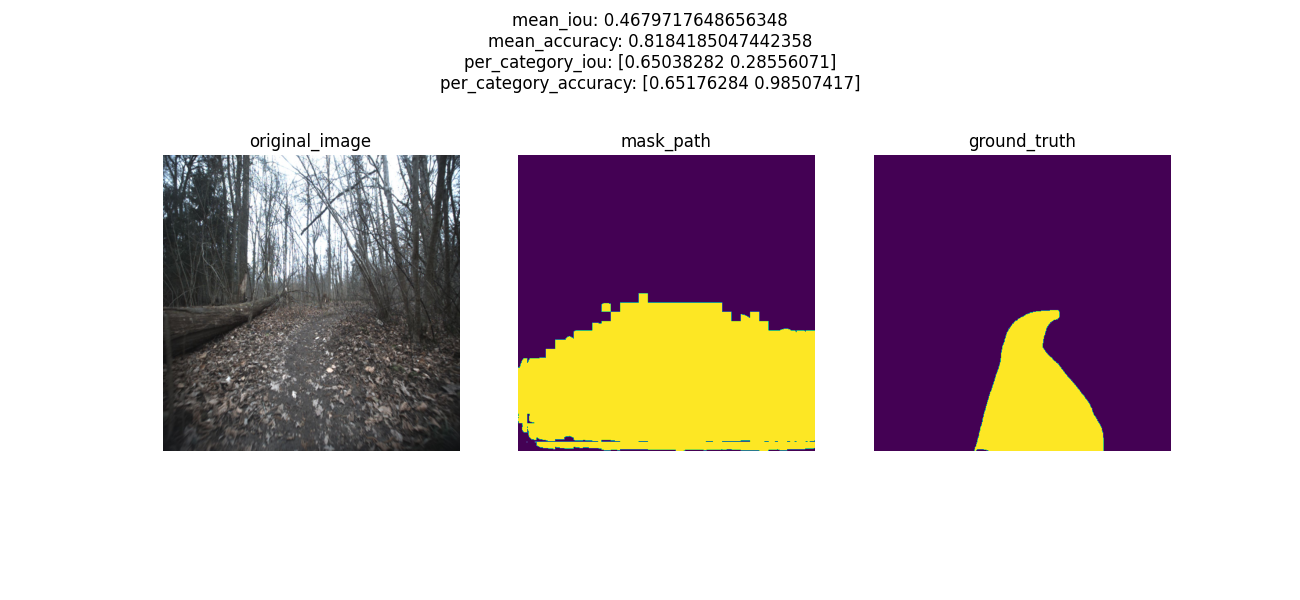 mean_iou: 0.4679717648656348
mean_accuracy: 0.8184185047442358
per_category_iou: [0.65038282 0.28556071]
per_category_accuracy: [0.65176284 0.98507417]
original_image
mask_path
ground_truth